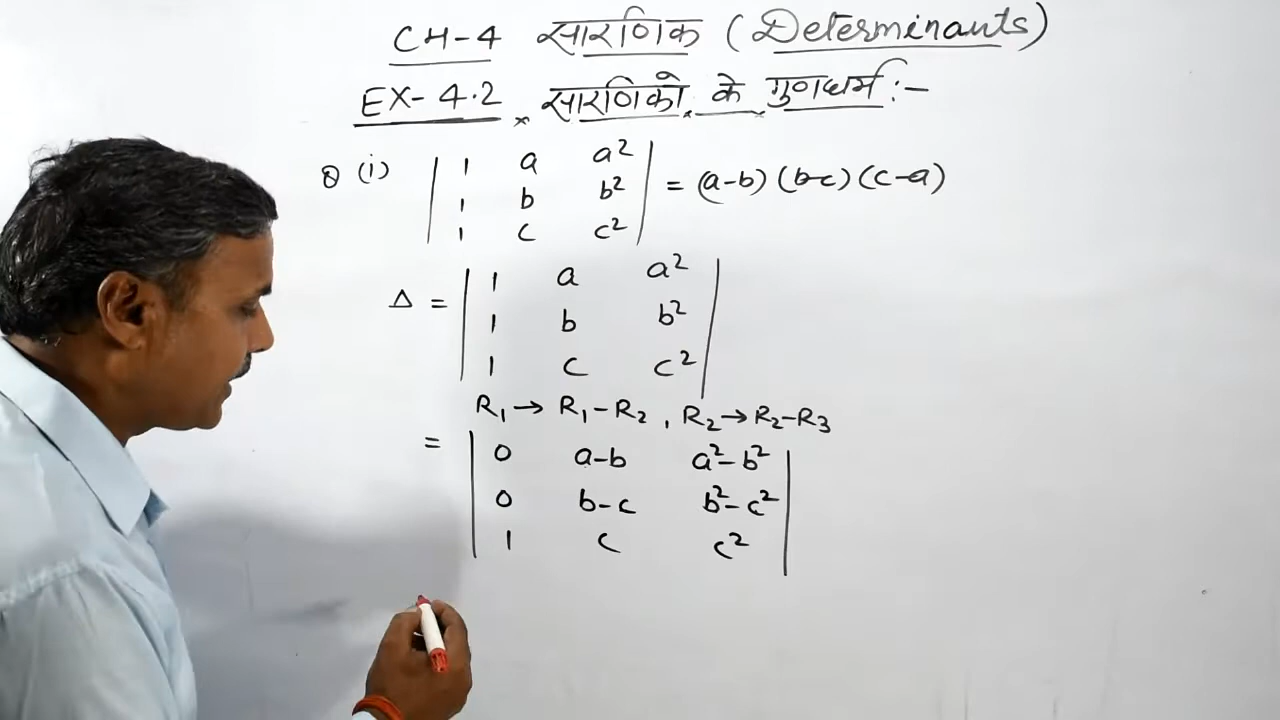 CH-4 सारणिक (Determinants)
EX-4.2 सारणिको के गुणधर्म :-
Q (i) | 1 a a² |
| 1 b b² | = (a-b) (b-c) (c-a)
| 1 c c² |
| 1 a a² |
Δ = | 1 b b² |
| 1 c c² |
R₁ → R₁-R₂ , R₂ → R₂-R₃
= | 0 a-b a²-b² |
| 0 b-c b²-c² |
| 1 c c² |